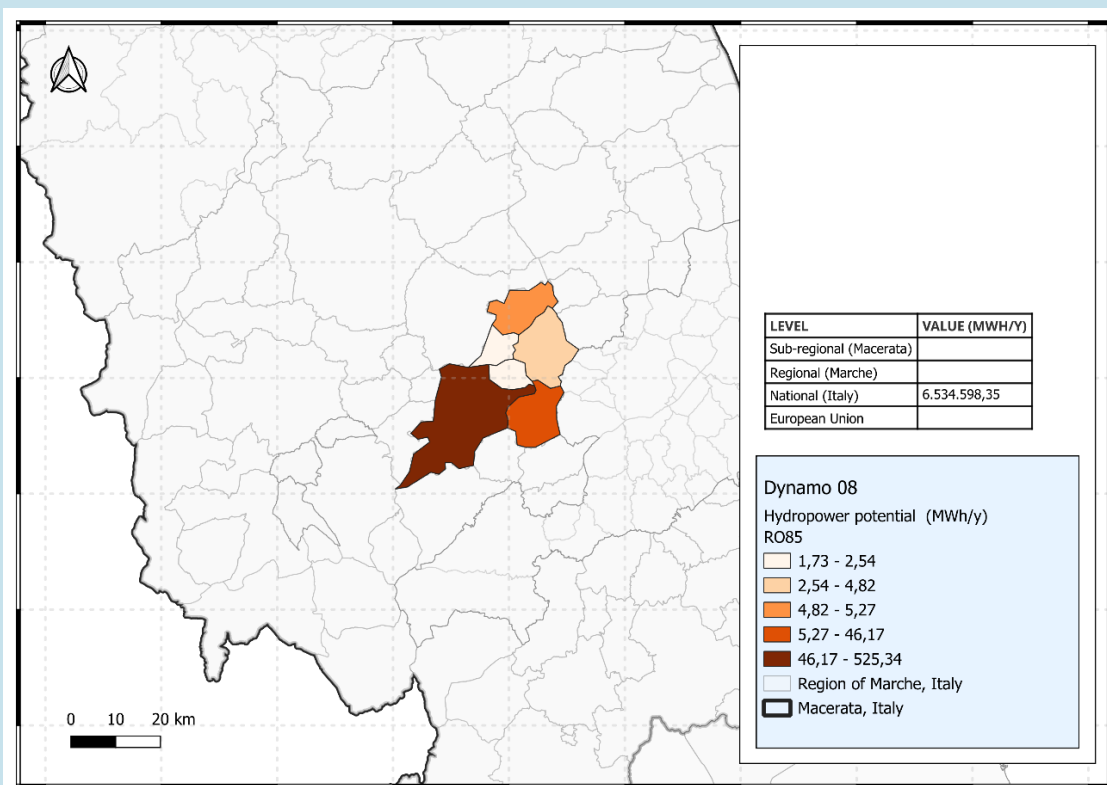 LEVEL VALUE (MWH/Y)
Sub-regional (Macerata)
Regional (Marche)
National (Italy) 6.534.598,35
European Union
Dynamo 08
Hydropower potential (MWh/y)
RO85
1,73 - 2,54
2,54 - 4,82
4,82 - 5,27
5,27 - 46,17
46,17 - 525,34
Region of Marche, Italy
Macerata, Italy
0 10 20 km